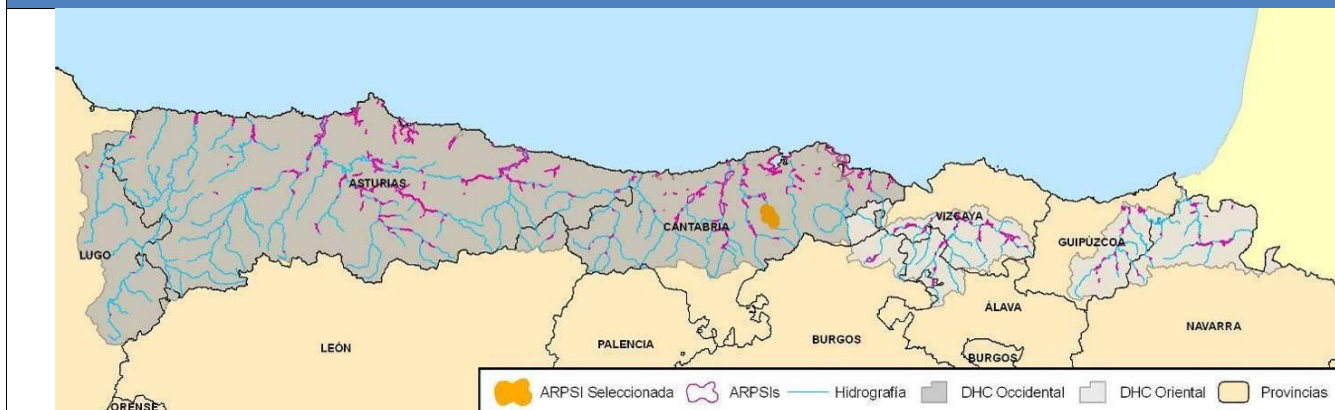 ASTURIAS
VIZCAYA
CANTABRIA
GUIPÚZCOA
LUGO
ÁLAVA
NAVARRA
LEÓN
PALENCIA
BURGOS
BURGOS
ORENSE
ARPSI Seleccionada ARPSIs Hidrografía DHC Occidental DHC Oriental Provincias